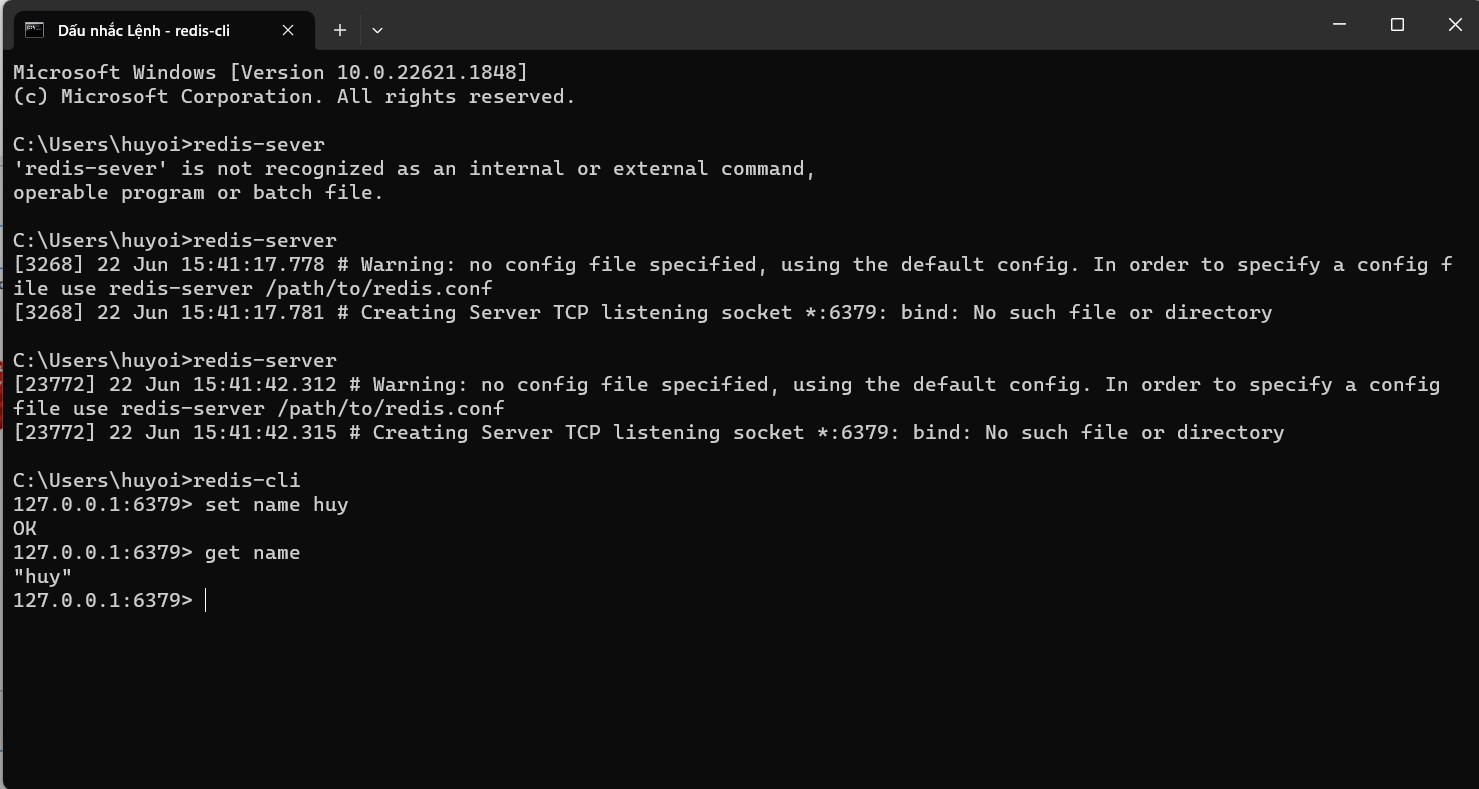 Dấu nhắc Lệnh - redis-cli
Microsoft Windows [Version 10.0.22621.1848]
(c) Microsoft Corporation. All rights reserved.
C:\Users\huyoi>redis-sever
'redis-sever' is not recognized as an internal or external command,
operable program or batch file.
C:\Users\huyoi>redis-server
[3268] 22 Jun 15:41:17.778 # Warning: no config file specified, using the default config. In order to specify a config f
ile use redis-server /path/to/redis.conf
[3268] 22 Jun 15:41:17.781 # Creating Server TCP listening socket *:6379: bind: No such file or directory
C:\Users\huyoi>redis-server
[23772] 22 Jun 15:41:42.312 # Warning: no config file specified, using the default config. In order to specify a config
file use redis-server /path/to/redis.conf
[23772] 22 Jun 15:41:42.315 # Creating Server TCP listening socket *:6379: bind: No such file or directory
C:\Users\huyoi>redis-cli
127.0.0.1:6379> set name huy
OK
127.0.0.1:6379> get name
"huy"
127.0.0.1:6379>